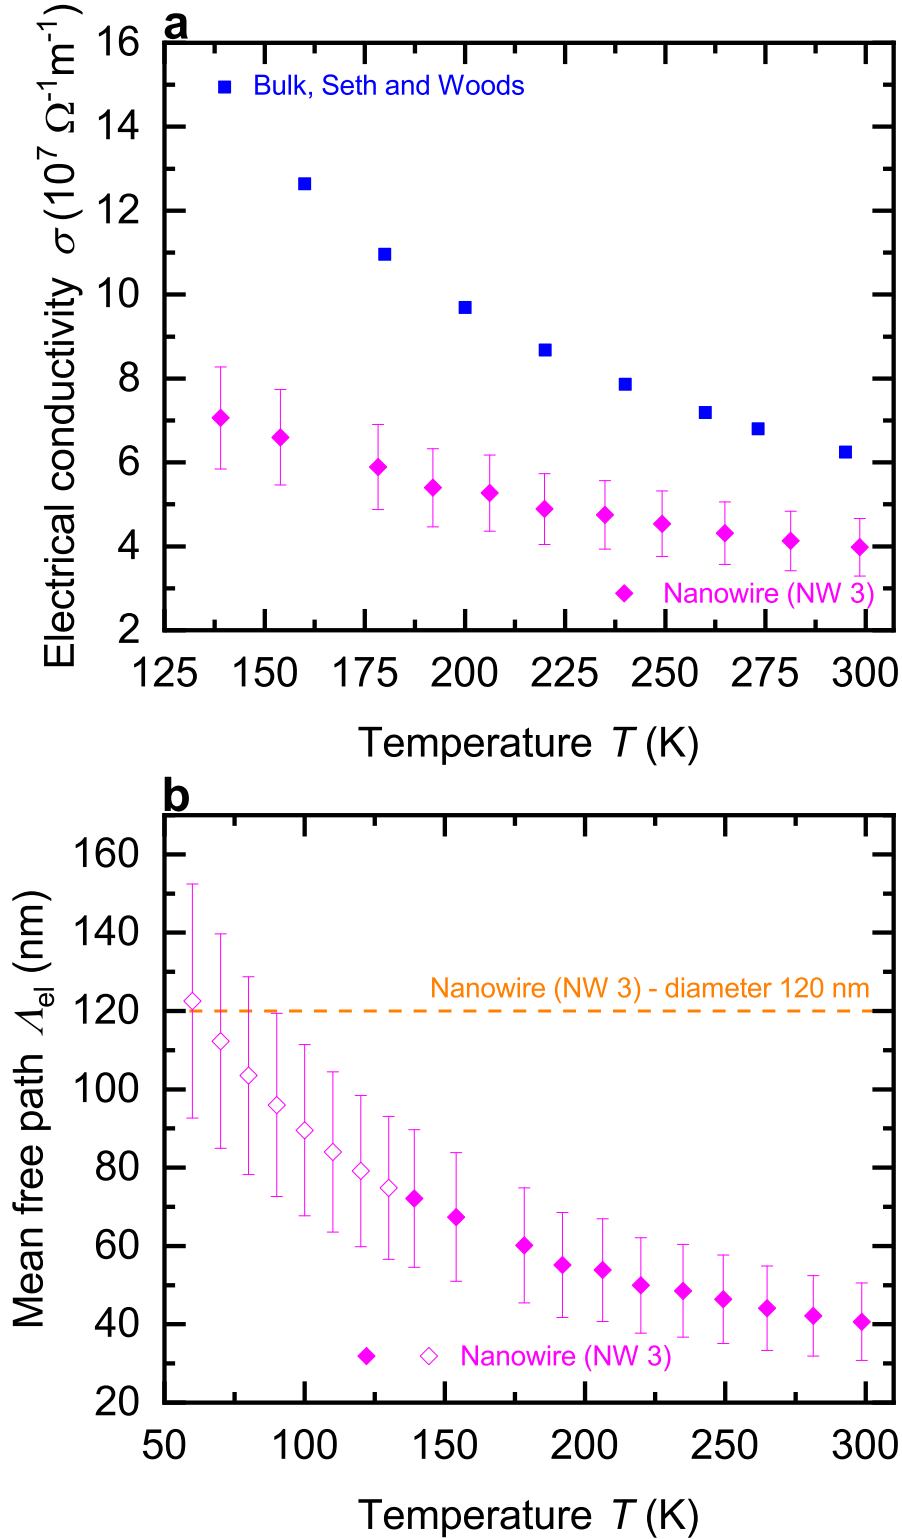 a
16
14
12
10
8
6
4
2
Electrical conductivity σ (10⁷ Ω⁻¹m⁻¹)
Bulk, Seth and Woods
Nanowire (NW 3)
125 150 175 200 225 250 275 300
Temperature T (K)
b
160
140
120
100
80
60
40
20
Mean free path Λel (nm)
Nanowire (NW 3) - diameter 120 nm
Nanowire (NW 3)
50 100 150 200 250 300
Temperature T (K)